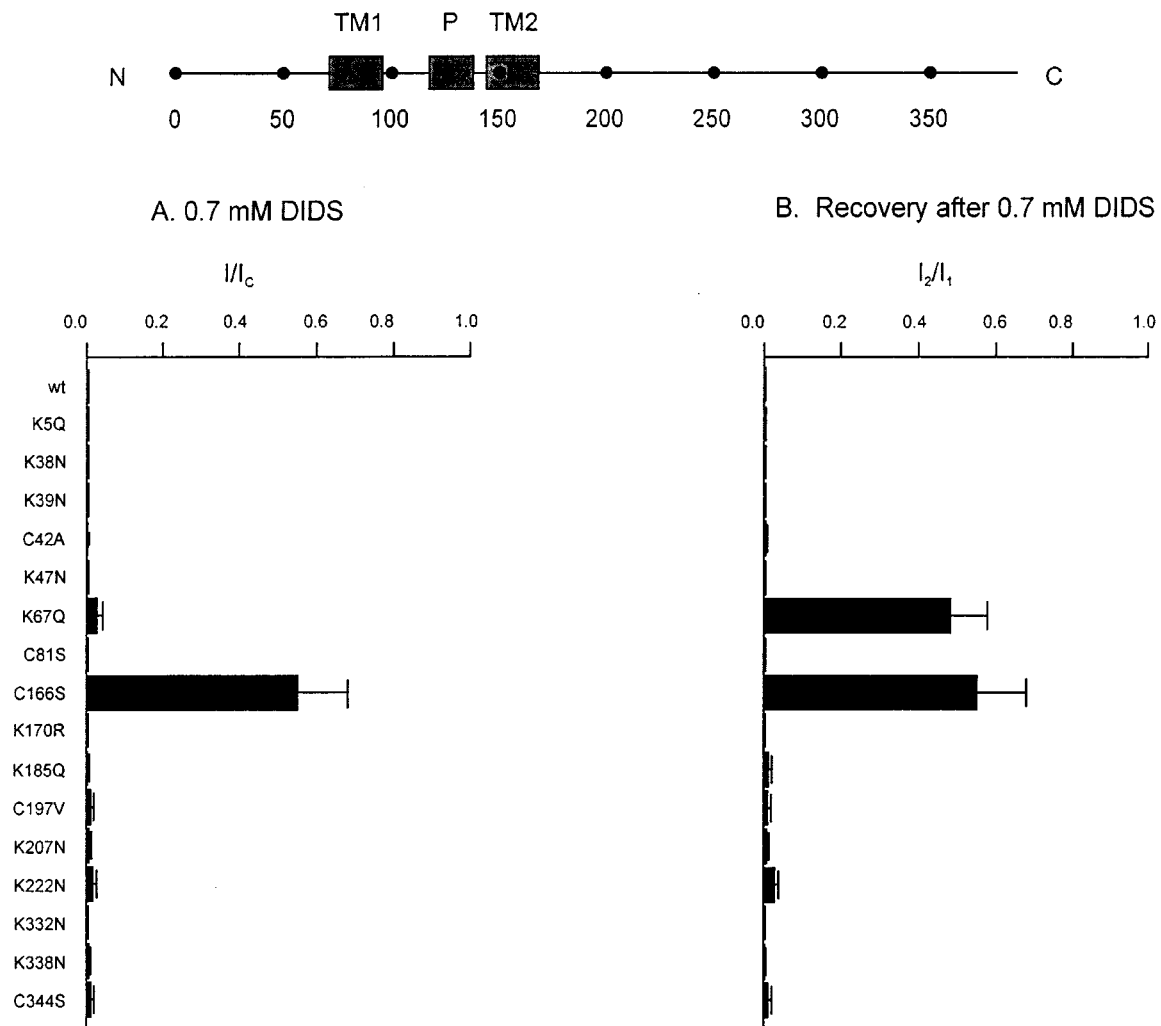 TM1 P TM2
N C
0 50 100 150 200 250 300 350
A. 0.7 mM DIDS
I/Ic
0.0 0.2 0.4 0.6 0.8 1.0
wt
K5Q
K38N
K39N
C42A
K47N
K67Q
C81S
C166S
K170R
K185Q
C197V
K207N
K222N
K332N
K338N
C344S
B. Recovery after 0.7 mM DIDS
I₂/I₁
0.0 0.2 0.4 0.6 0.8 1.0